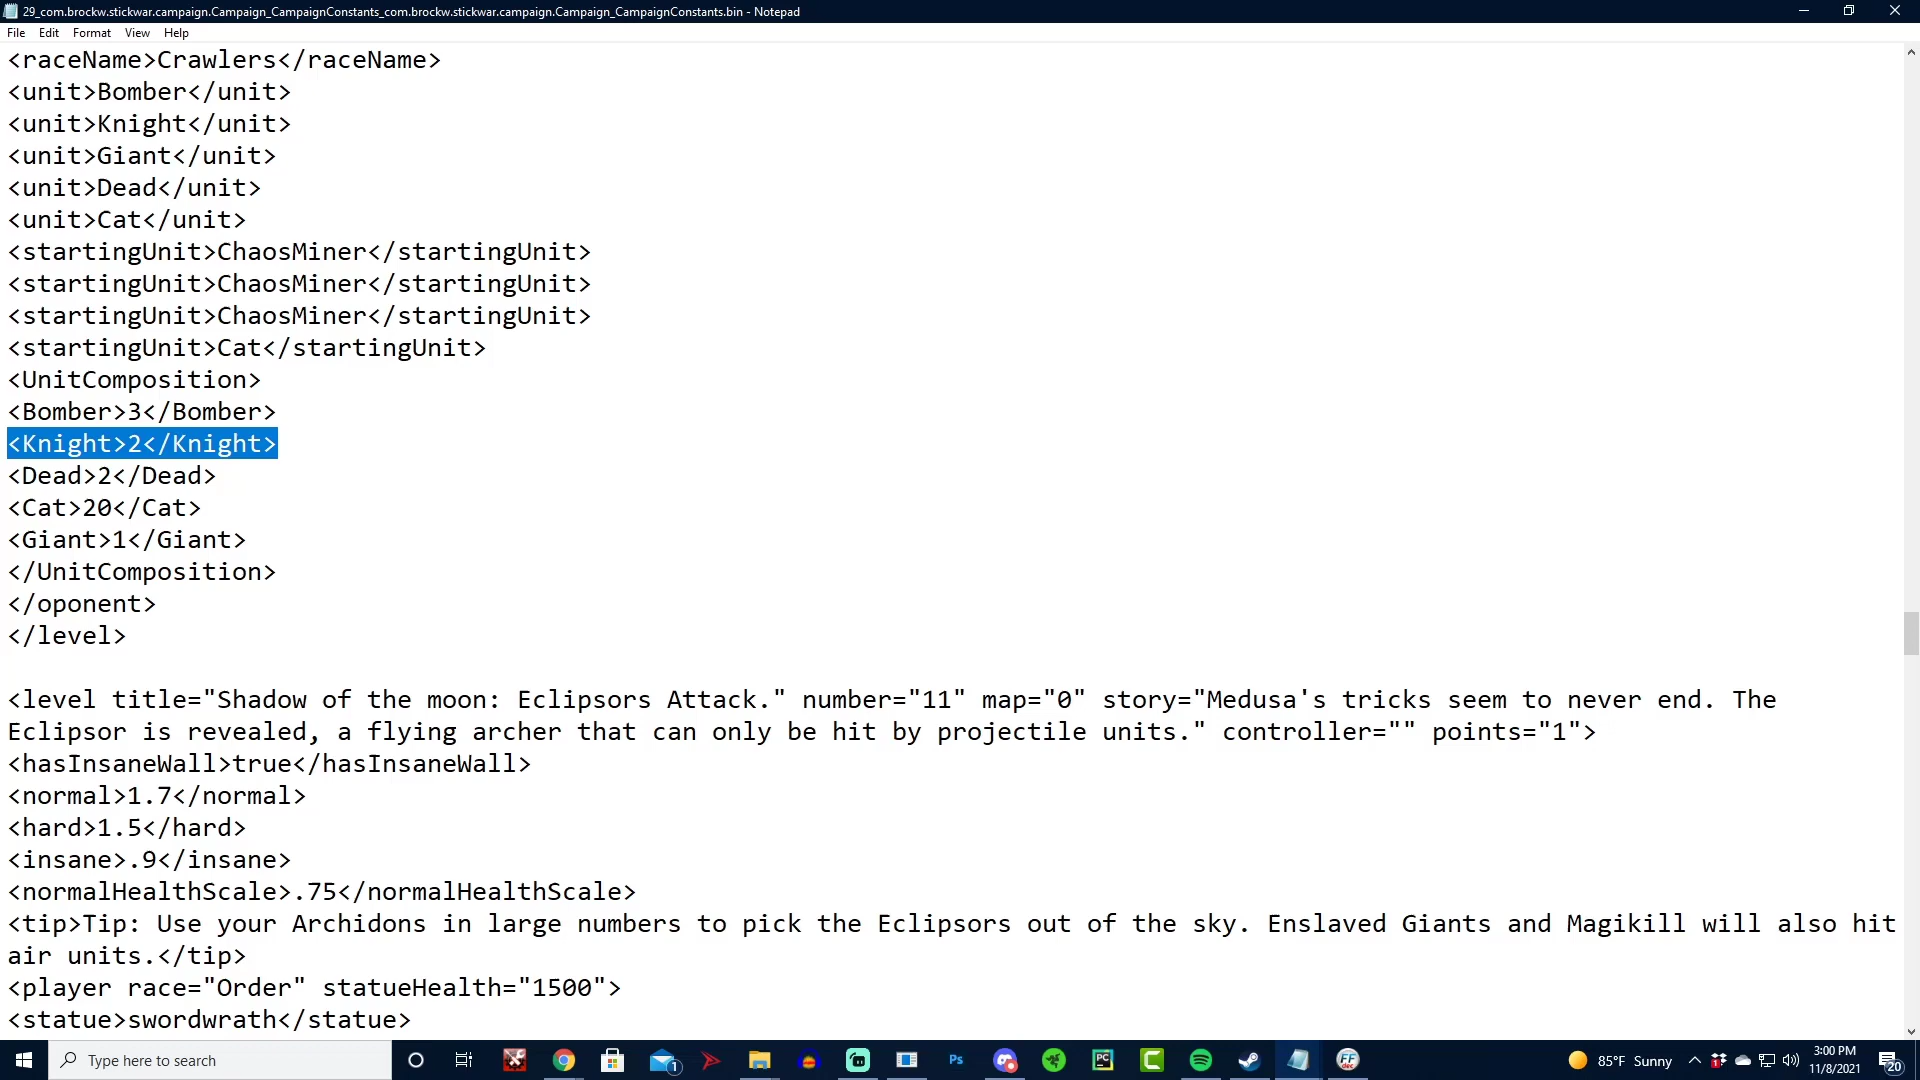 29_com.brockw.stickwar.campaign.Campaign_CampaignConstants_com.brockw.stickwar.campaign.Campaign_CampaignConstants.bin - Notepad
File Edit Format View Help
<raceName>Crawlers</raceName>
<unit>Bomber</unit>
<unit>Knight</unit>
<unit>Giant</unit>
<unit>Dead</unit>
<unit>Cat</unit>
<startingUnit>ChaosMiner</startingUnit>
<startingUnit>ChaosMiner</startingUnit>
<startingUnit>ChaosMiner</startingUnit>
<startingUnit>Cat</startingUnit>
<UnitComposition>
<Bomber>3</Bomber>
<Knight>2</Knight>
<Dead>2</Dead>
<Cat>20</Cat>
<Giant>1</Giant>
</UnitComposition>
</oponent>
</level>
<level title="Shadow of the moon: Eclipsors Attack." number="11" map="0" story="Medusa's tricks seem to never end. The
Eclipsor is revealed, a flying archer that can only be hit by projectile units." controller="" points="1">
<hasInsaneWall>true</hasInsaneWall>
<normal>1.7</normal>
<hard>1.5</hard>
<insane>.9</insane>
<normalHealthScale>.75</normalHealthScale>
<tip>Tip: Use your Archidons in large numbers to pick the Eclipsors out of the sky. Enslaved Giants and Magikill will also hit
air units.</tip>
<player race="Order" statueHealth="1500">
<statue>swordwrath</statue>
Type here to search
1
Ps
PC
C
FF
dec
85°F Sunny
3:00 PM
11/8/2021
20